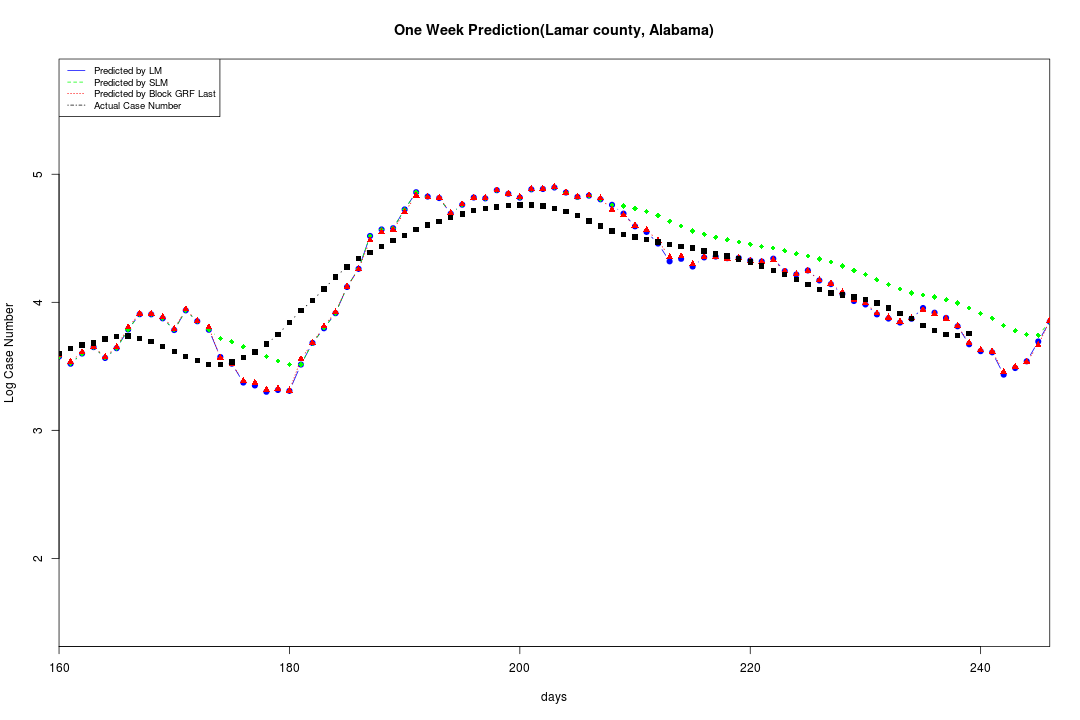 One Week Prediction(Lamar county, Alabama)
Predicted by LM
Predicted by SLM
Predicted by Block GRF Last
Actual Case Number
5
4
3
2
Log Case Number
160 180 200 220 240
days